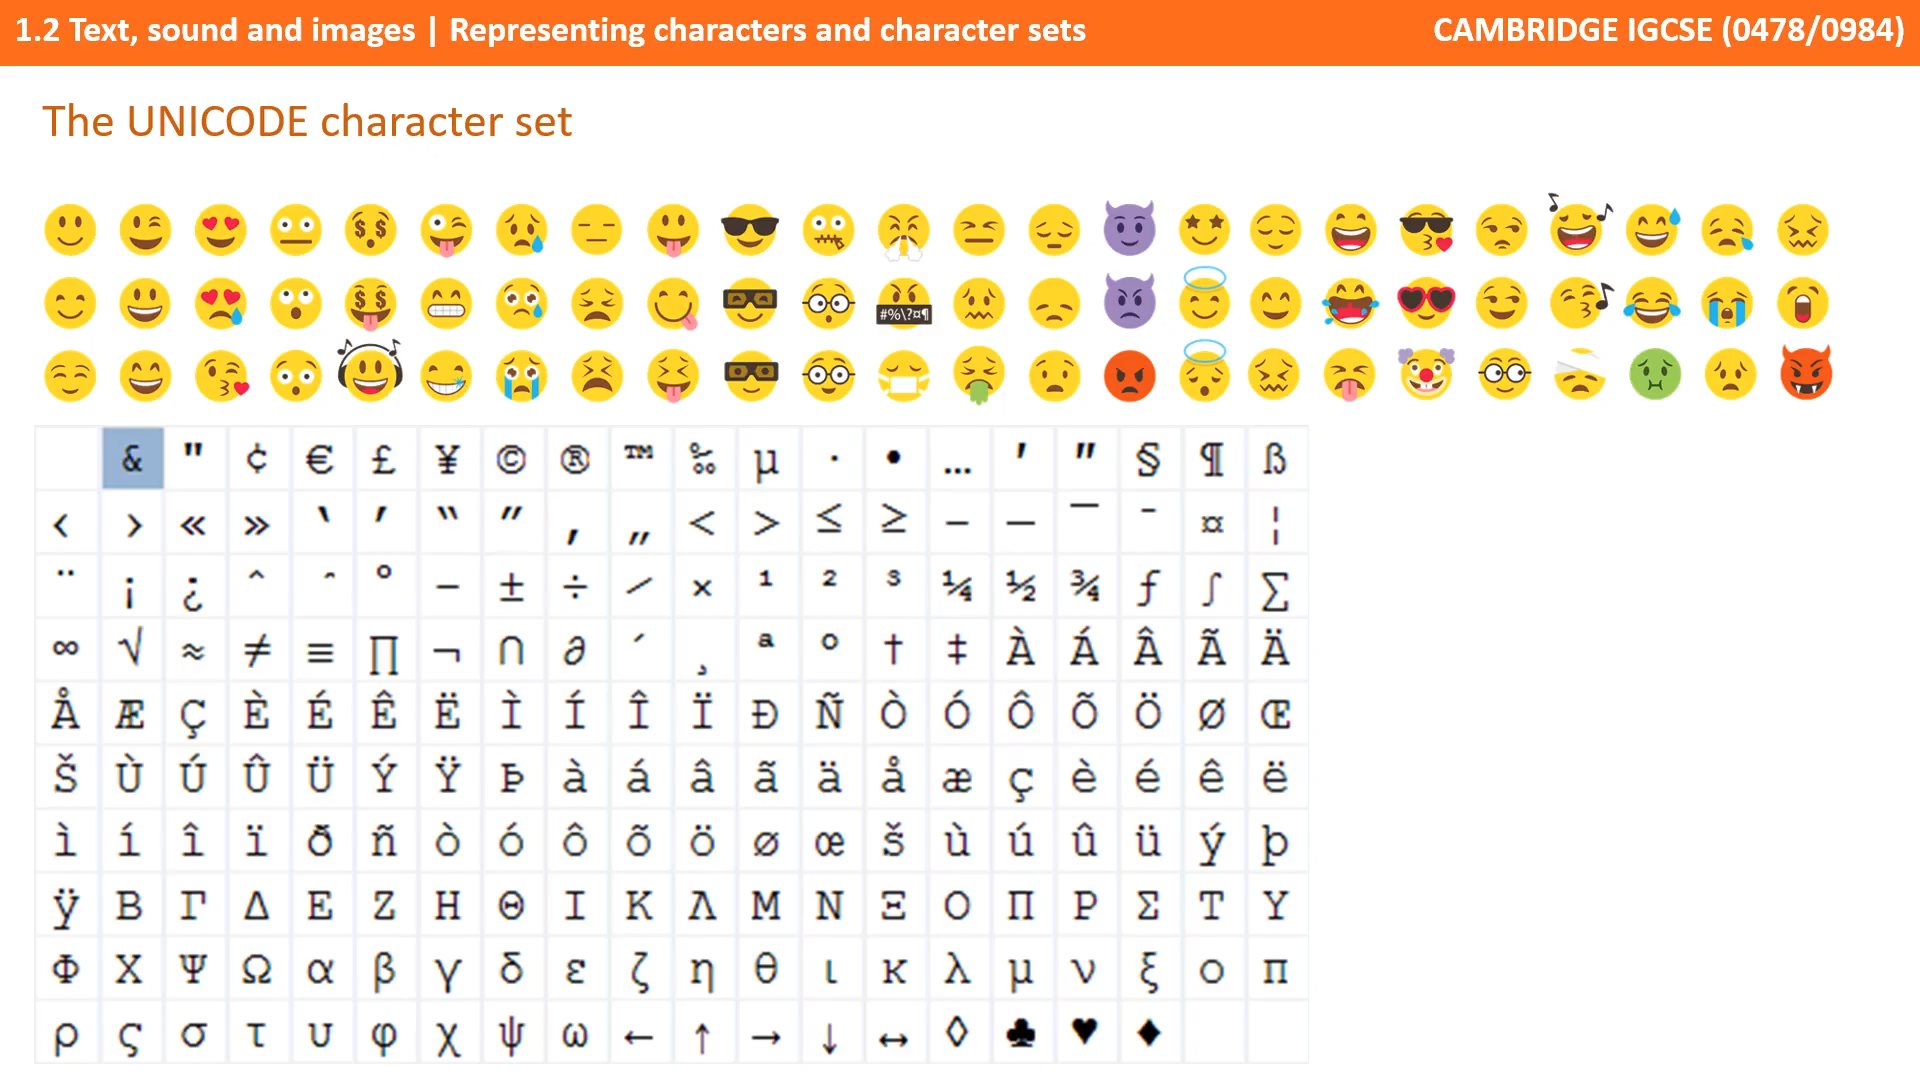 1.2 Text, sound and images | Representing characters and character sets CAMBRIDGE IGCSE (0478/0984)
The UNICODE character set
#%\?¤¶
& " ¢ € £ ¥ © ® ™ ‰ µ · • … ′ ″ § ¶ ß
‹ › « » ‘ ’ “ ” ‚ „ < > ≤ ≥ – — ¯ ‾ ¤ ¦
¨ ¡ ¿ ˆ ˜ ° − ± ÷ ⁄ × ¹ ² ³ ¼ ½ ¾ ƒ ∫ ∑
∞ √ ≈ ≠ ≡ ∏ ¬ ∩ ∂ ´ ¸ ª º † ‡ À Á Â Ã Ä
Å Æ Ç È É Ê Ë Ì Í Î Ï Ð Ñ Ò Ó Ô Õ Ö Ø Œ
Š Ù Ú Û Ü Ý Ÿ Þ à á â ã ä å æ ç è é ê ë
ì í î ï ð ñ ò ó ô õ ö ø œ š ù ú û ü ý þ
ÿ Β Γ Δ Ε Ζ Η Θ Ι Κ Λ Μ Ν Ξ Ο Π Ρ Σ Τ Υ
Φ Χ Ψ Ω α β γ δ ε ζ η θ ι κ λ μ ν ξ ο π
ρ ς σ τ υ φ χ ψ ω ← ↑ → ↓ ↔ ◊ ♣ ♥ ♦